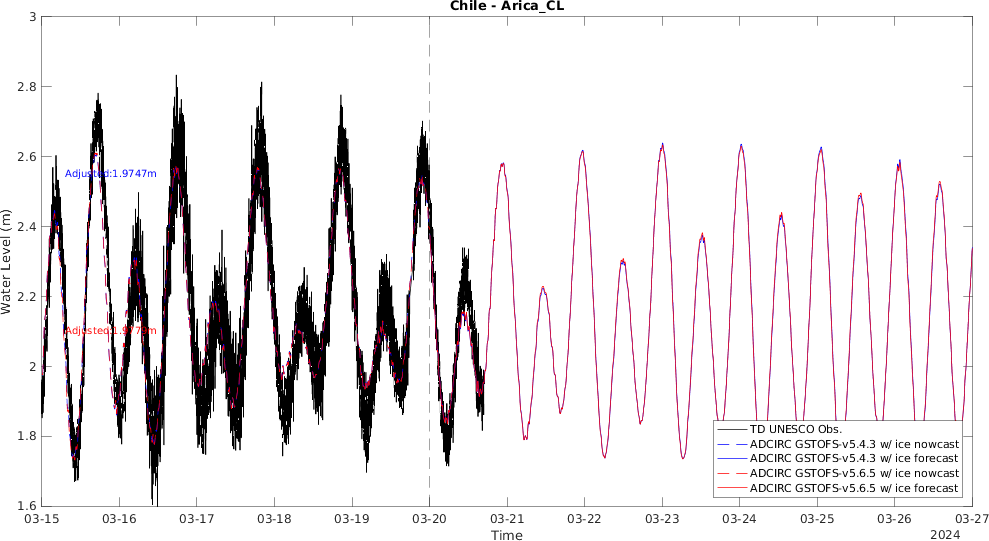 Chile - Arica_CL
3
2.8
2.6
2.4
2.2
2
1.8
1.6
Water Level (m)
Adjusted:1.9747m
TD UNESCO Obs.
ADCIRC GSTOFS-v5.4.3 w/ ice nowcast
ADCIRC GSTOFS-v5.4.3 w/ ice forecast
ADCIRC GSTOFS-v5.6.5 w/ ice nowcast
ADCIRC GSTOFS-v5.6.5 w/ ice forecast
03-15 03-16 03-17 03-18 03-19 03-20 03-21 03-22 03-23 03-24 03-25 03-26 03-27
Time
2024